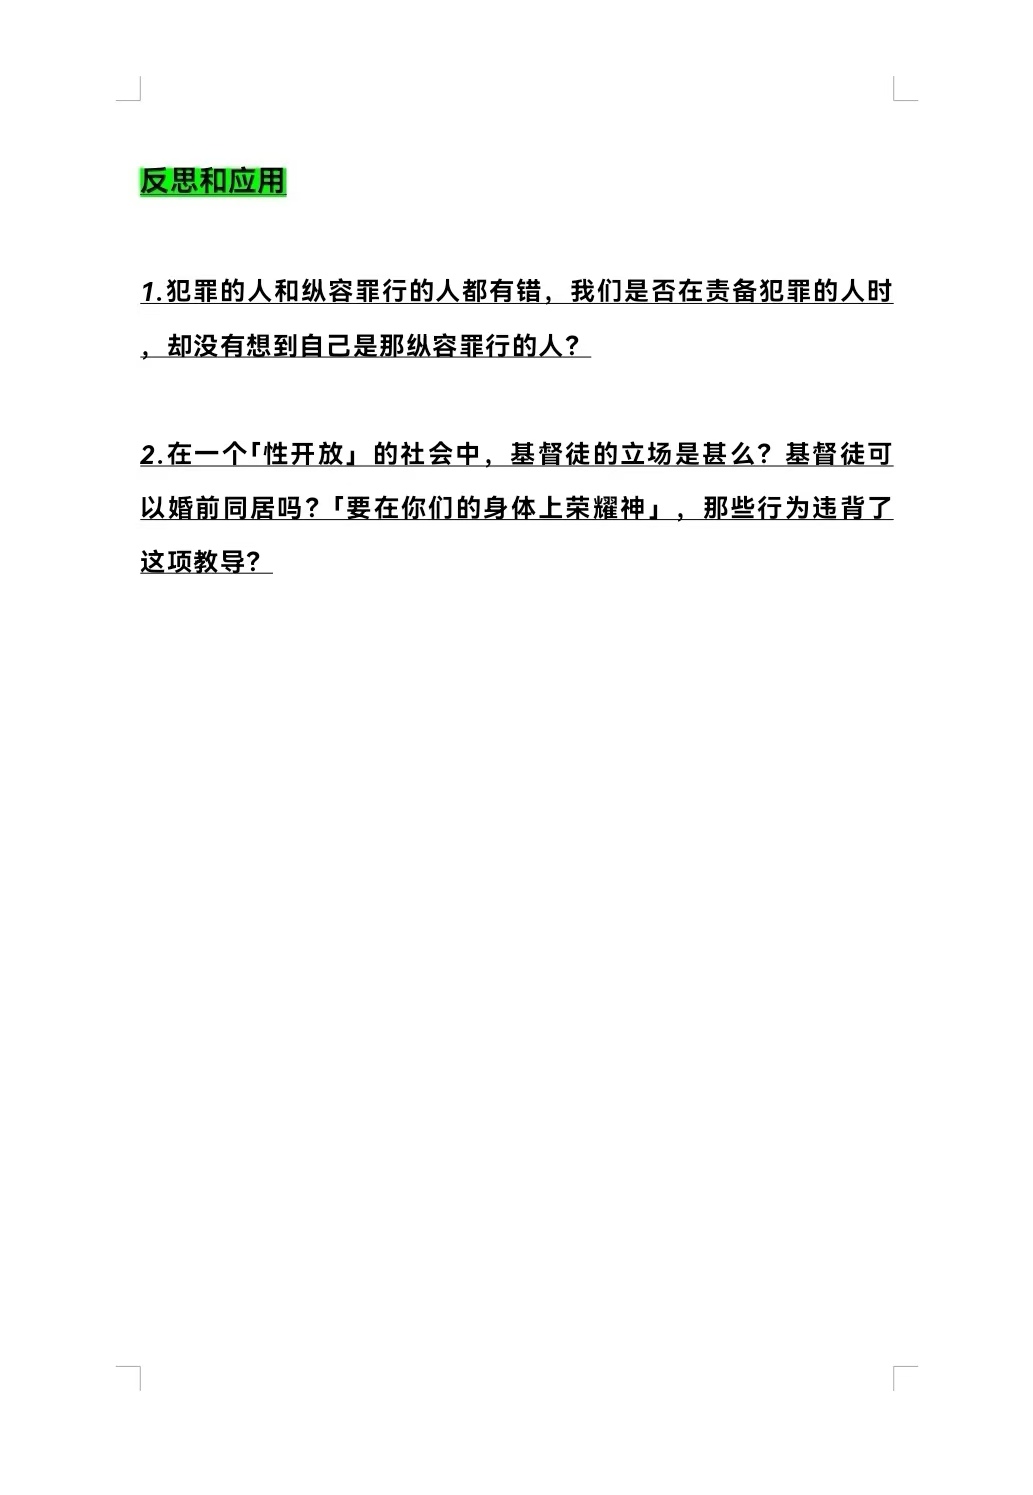 反思和应用
1.犯罪的人和纵容罪行的人都有错，我们是否在责备犯罪的人时
，却没有想到自己是那纵容罪行的人？
2.在一个「性开放」的社会中，基督徒的立场是甚么？基督徒可
以婚前同居吗？「要在你们的身体上荣耀神」，那些行为违背了
这项教导？